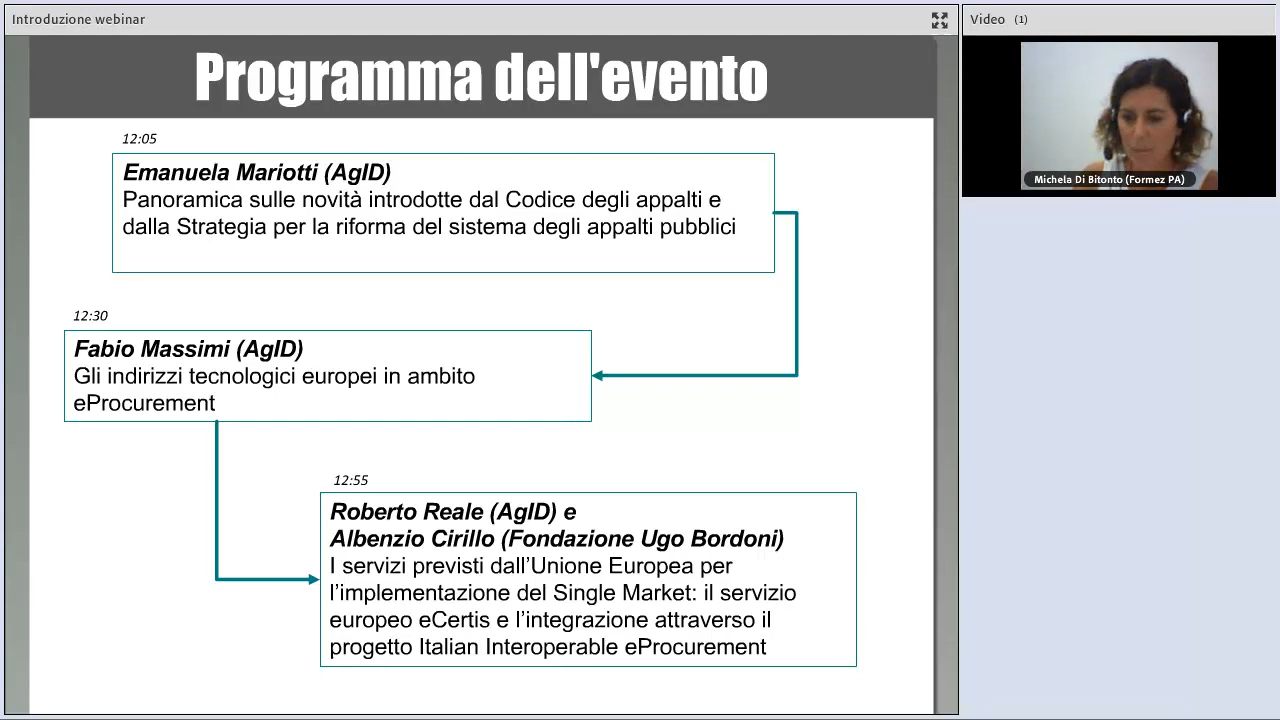 Introduzione webinar
Video (1)
Programma dell'evento
12:05
Emanuela Mariotti (AgID)
Panoramica sulle novità introdotte dal Codice degli appalti e
dalla Strategia per la riforma del sistema degli appalti pubblici
12:30
Fabio Massimi (AgID)
Gli indirizzi tecnologici europei in ambito
eProcurement
12:55
Roberto Reale (AgID) e
Albenzio Cirillo (Fondazione Ugo Bordoni)
I servizi previsti dall’Unione Europea per
l’implementazione del Single Market: il servizio
europeo eCertis e l’integrazione attraverso il
progetto Italian Interoperable eProcurement
Michela Di Bitonto (Formez PA)